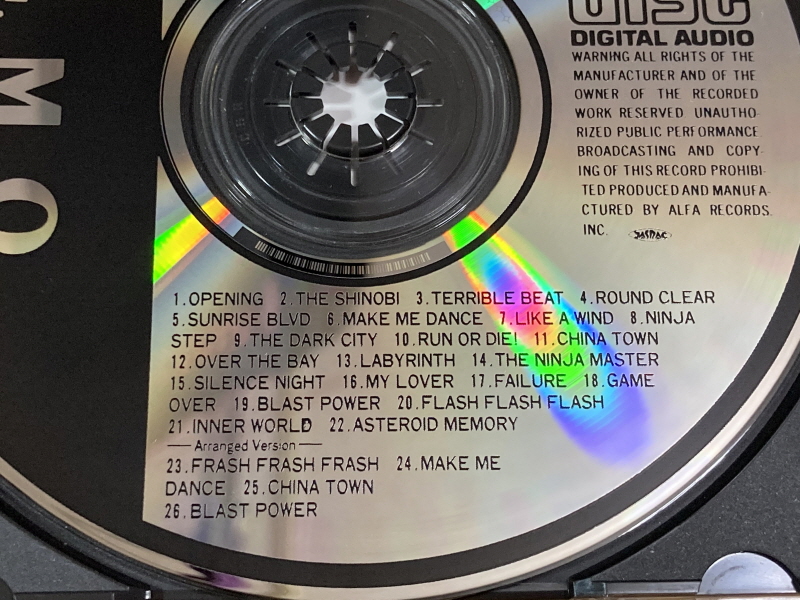 M
O
disc
DIGITAL AUDIO
WARNING ALL RIGHTS OF THE
MANUFACTURER AND OF THE
OWNER OF THE RECORDED
WORK RESERVED UNAUTHO-
RIZED PUBLIC PERFORMANCE.
BROADCASTING AND COPY-
ING OF THIS RECORD PROHIBI-
TED PRODUCED AND MANUFA-
CTURED BY ALFA RECORDS.
INC. JASRAC
1.OPENING 2.THE SHINOBI 3.TERRIBLE BEAT 4.ROUND CLEAR
5.SUNRISE BLVD 6.MAKE ME DANCE 7.LIKE A WIND 8.NINJA
STEP 9.THE DARK CITY 10.RUN OR DIE! 11.CHINA TOWN
12.OVER THE BAY 13.LABYRINTH 14.THE NINJA MASTER
15.SILENCE NIGHT 16.MY LOVER 17.FAILURE 18.GAME
OVER 19.BLAST POWER 20.FLASH FLASH FLASH
21.INNER WORLD 22.ASTEROID MEMORY
Arranged Version
23.FRASH FRASH FRASH 24.MAKE ME
DANCE 25.CHINA TOWN
26.BLAST POWER